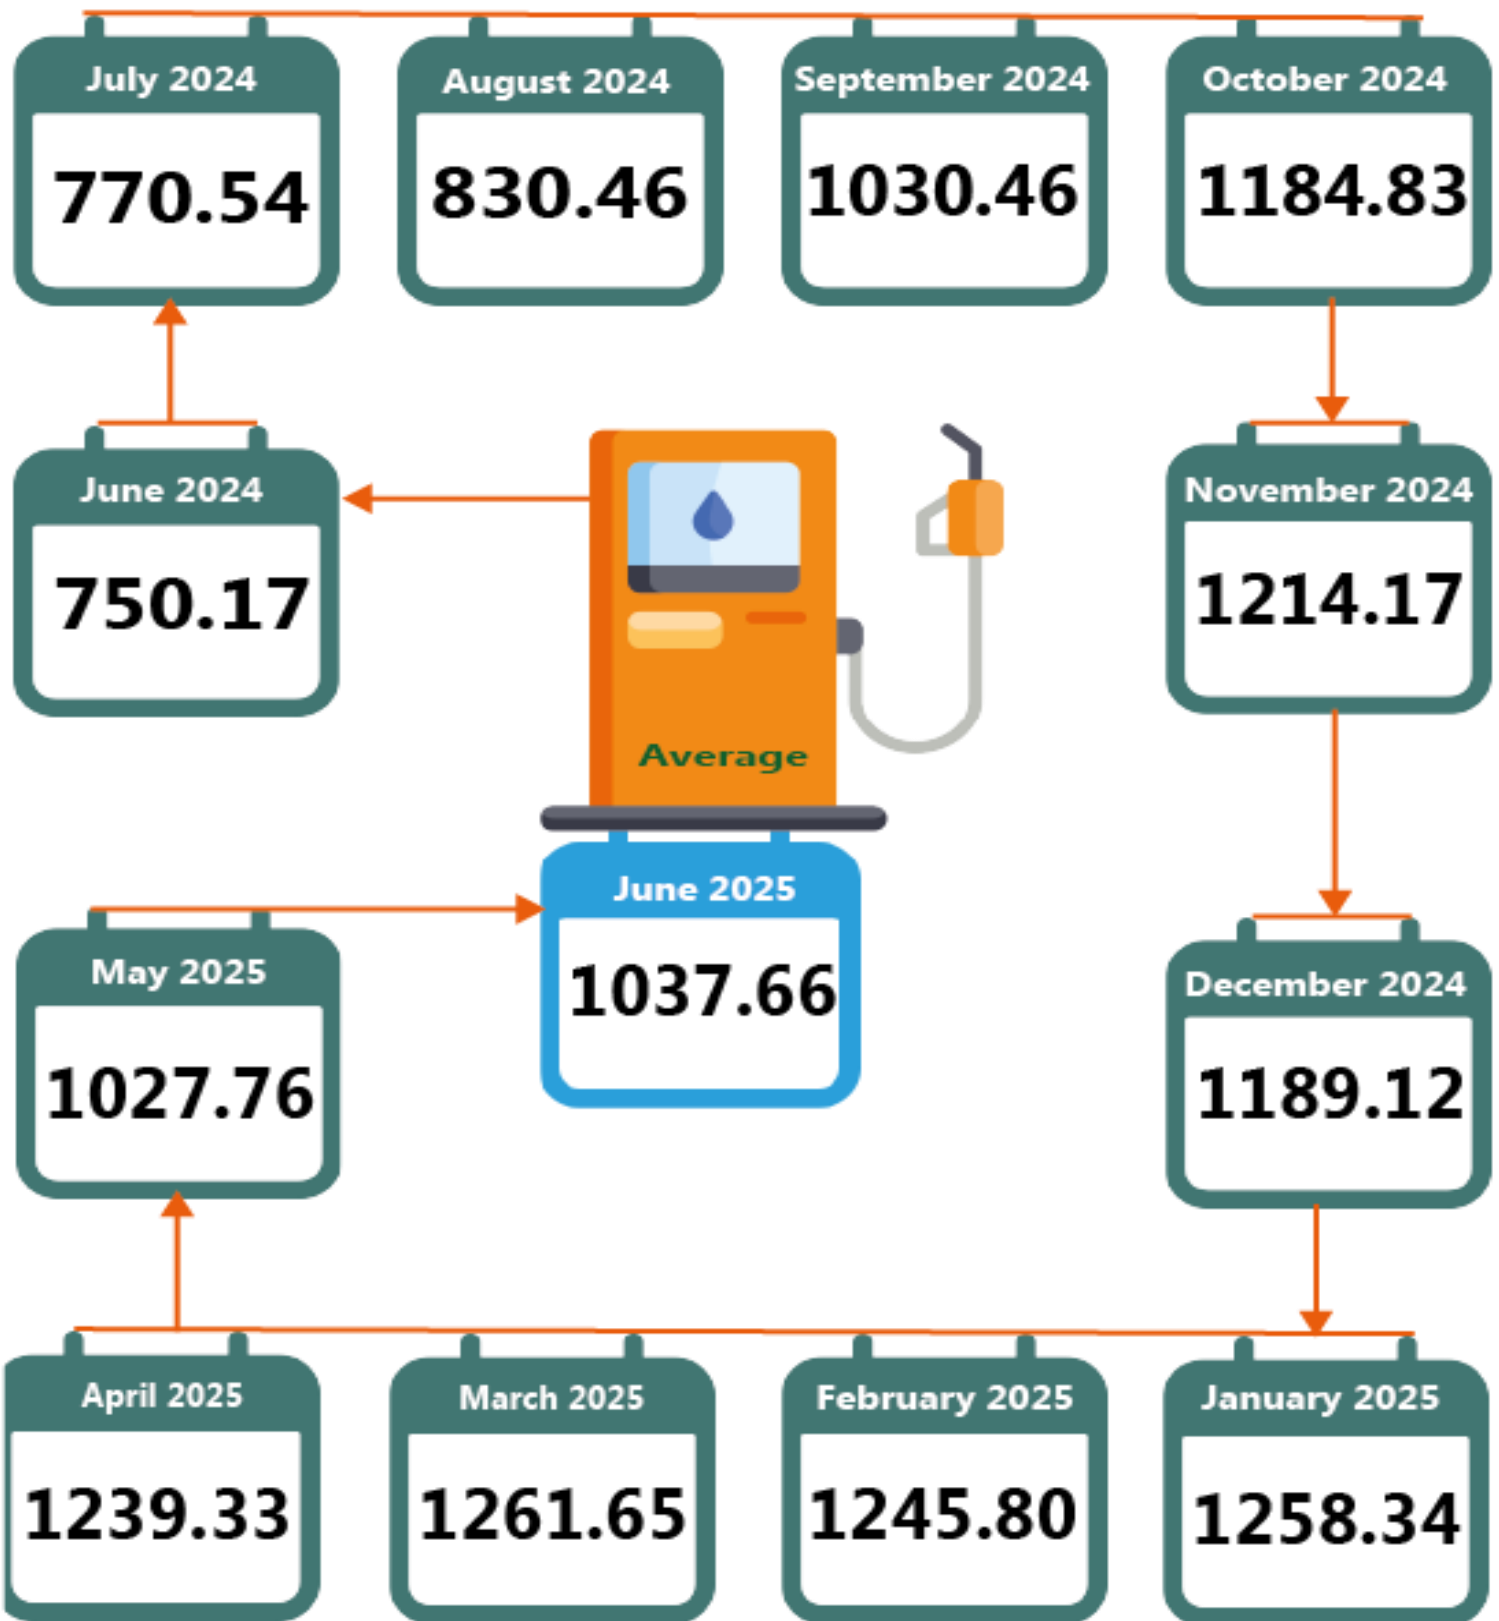 July 2024
770.54
August 2024
830.46
September 2024
1030.46
October 2024
1184.83
June 2024
750.17
Average
November 2024
1214.17
May 2025
1027.76
June 2025
1037.66
December 2024
1189.12
April 2025
1239.33
March 2025
1261.65
February 2025
1245.80
January 2025
1258.34